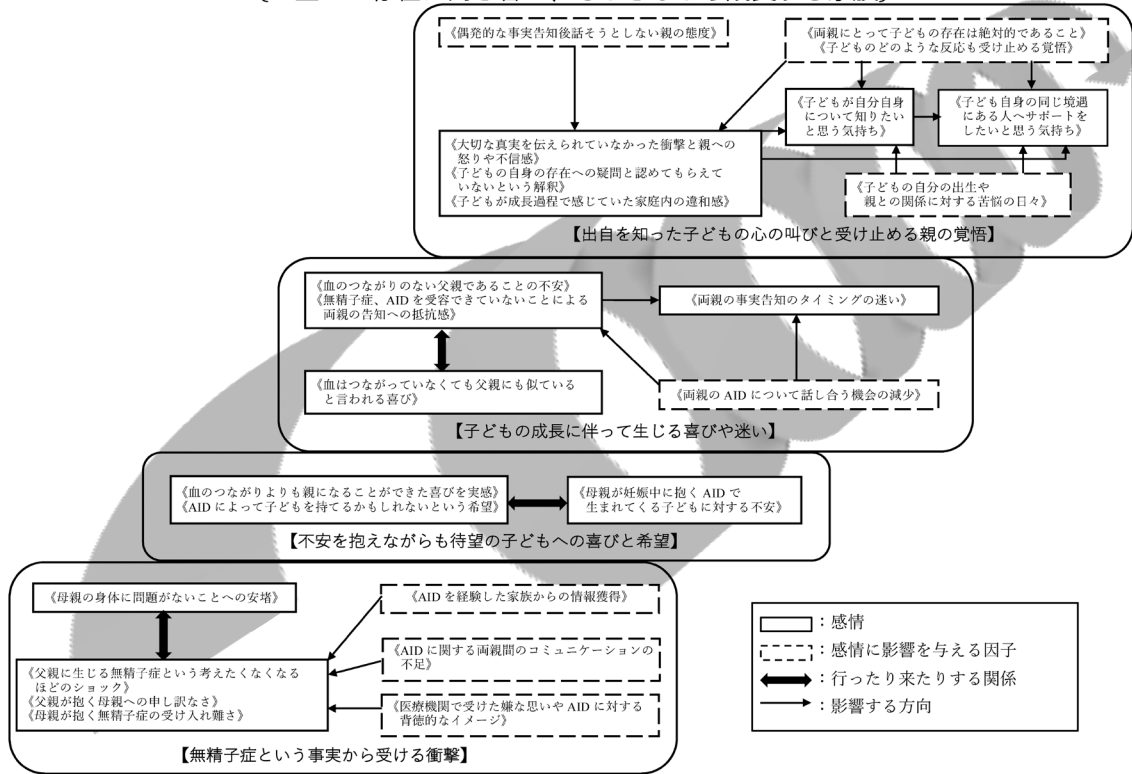 《偶発的な事実告知後話そうとしない親の態度》
《両親にとって子どもの存在は絶対的であること》
《子どものどのような反応も受け止める覚悟》
《子どもが自分自身
について知りたい
と思う気持ち》
《子ども自身の同じ境遇
にある人へサポートを
したいと思う気持ち》
《大切な真実を伝えられていなかった衝撃と親への
怒りや不信感》
《子どもの自身の存在への疑問と認めてもらえて
いないという解釈》
《子どもが成長過程で感じていた家庭内の違和感》
《子どもの自分の出生や
親との関係に対する苦悩の日々》
【出自を知った子どもの心の叫びと受け止める親の覚悟】
《血のつながりのない父親であることの不安》
《無精子症、AIDを受容できていないことによる
両親の告知への抵抗感》
《両親の事実告知のタイミングの迷い》
《血はつながっていなくても父親にも似ている
と言われる喜び》
《両親のAIDについて話し合う機会の減少》
【子どもの成長に伴って生じる喜びや迷い】
《血のつながりよりも親になることができた喜びを実感》
《AIDによって子どもを持てるかもしれないという希望》
《母親が妊娠中に抱くAIDで
生まれてくる子どもに対する不安》
【不安を抱えながらも待望の子どもへの喜びと希望】
《母親の身体に問題がないことへの安堵》
《AIDを経験した家族からの情報獲得》
《AIDに関する両親間のコミュニケーションの
不足》
《父親に生じる無精子症という考えたくなくなる
ほどのショック》
《父親が抱く母親への申し訳なさ》
《母親が抱く無精子症の受け入れ難さ》
《医療機関で受けた嫌な思いやAIDに対する
背徳的なイメージ》
【無精子症という事実から受ける衝撃】
：感情
：感情に影響を与える因子
：行ったり来たりする関係
：影響する方向